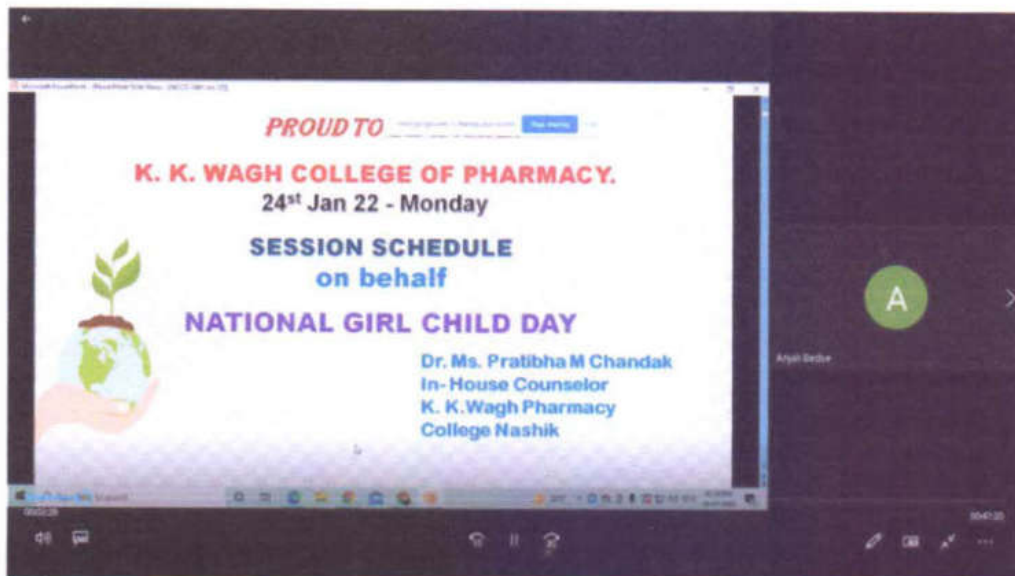 PROUD TO
K. K. WAGH COLLEGE OF PHARMACY.
24st Jan 22 - Monday
SESSION SCHEDULE
on behalf
NATIONAL GIRL CHILD DAY
Dr. Ms. Pratibha M Chandak
In-House Counselor
K. K.Wagh Pharmacy
College Nashik
A